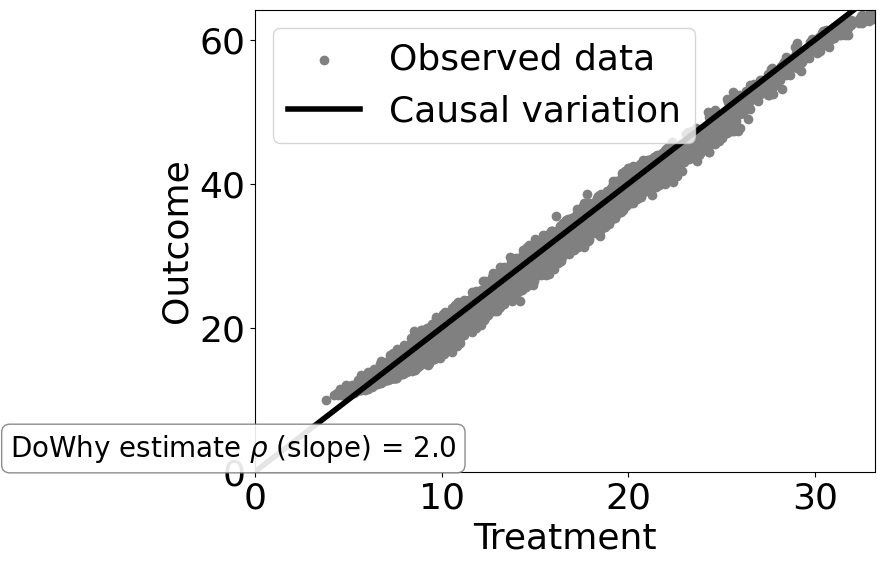 60
Observed data
Causal variation
40
Outcome
20
DoWhy estimate ρ (slope) = 2.0
0
0 10 20 30
Treatment